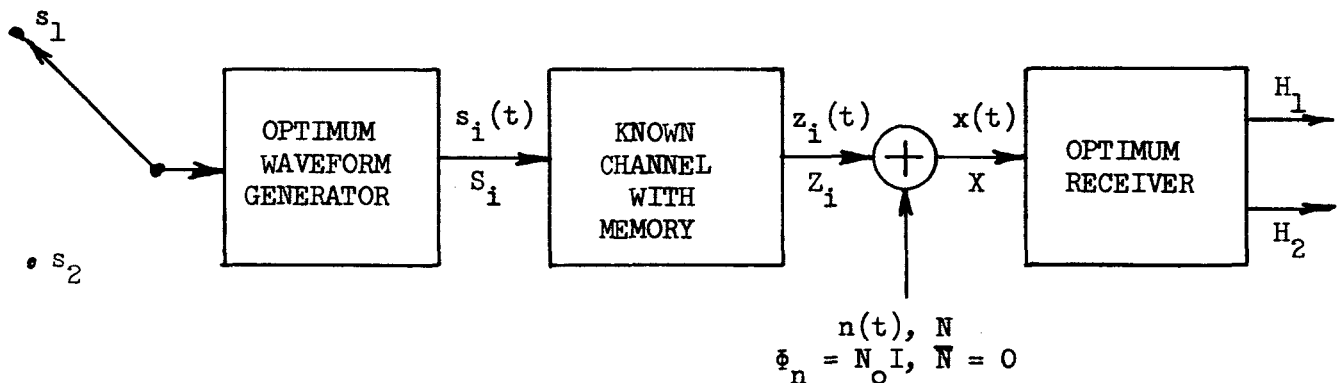 s₁
s₂
OPTIMUM
WAVEFORM
GENERATOR
sᵢ(t)
Sᵢ
KNOWN
CHANNEL
WITH
MEMORY
zᵢ(t)
Zᵢ
n(t), N
Φₙ = N₀I, N̅ = 0
x(t)
X
OPTIMUM
RECEIVER
H₁
H₂